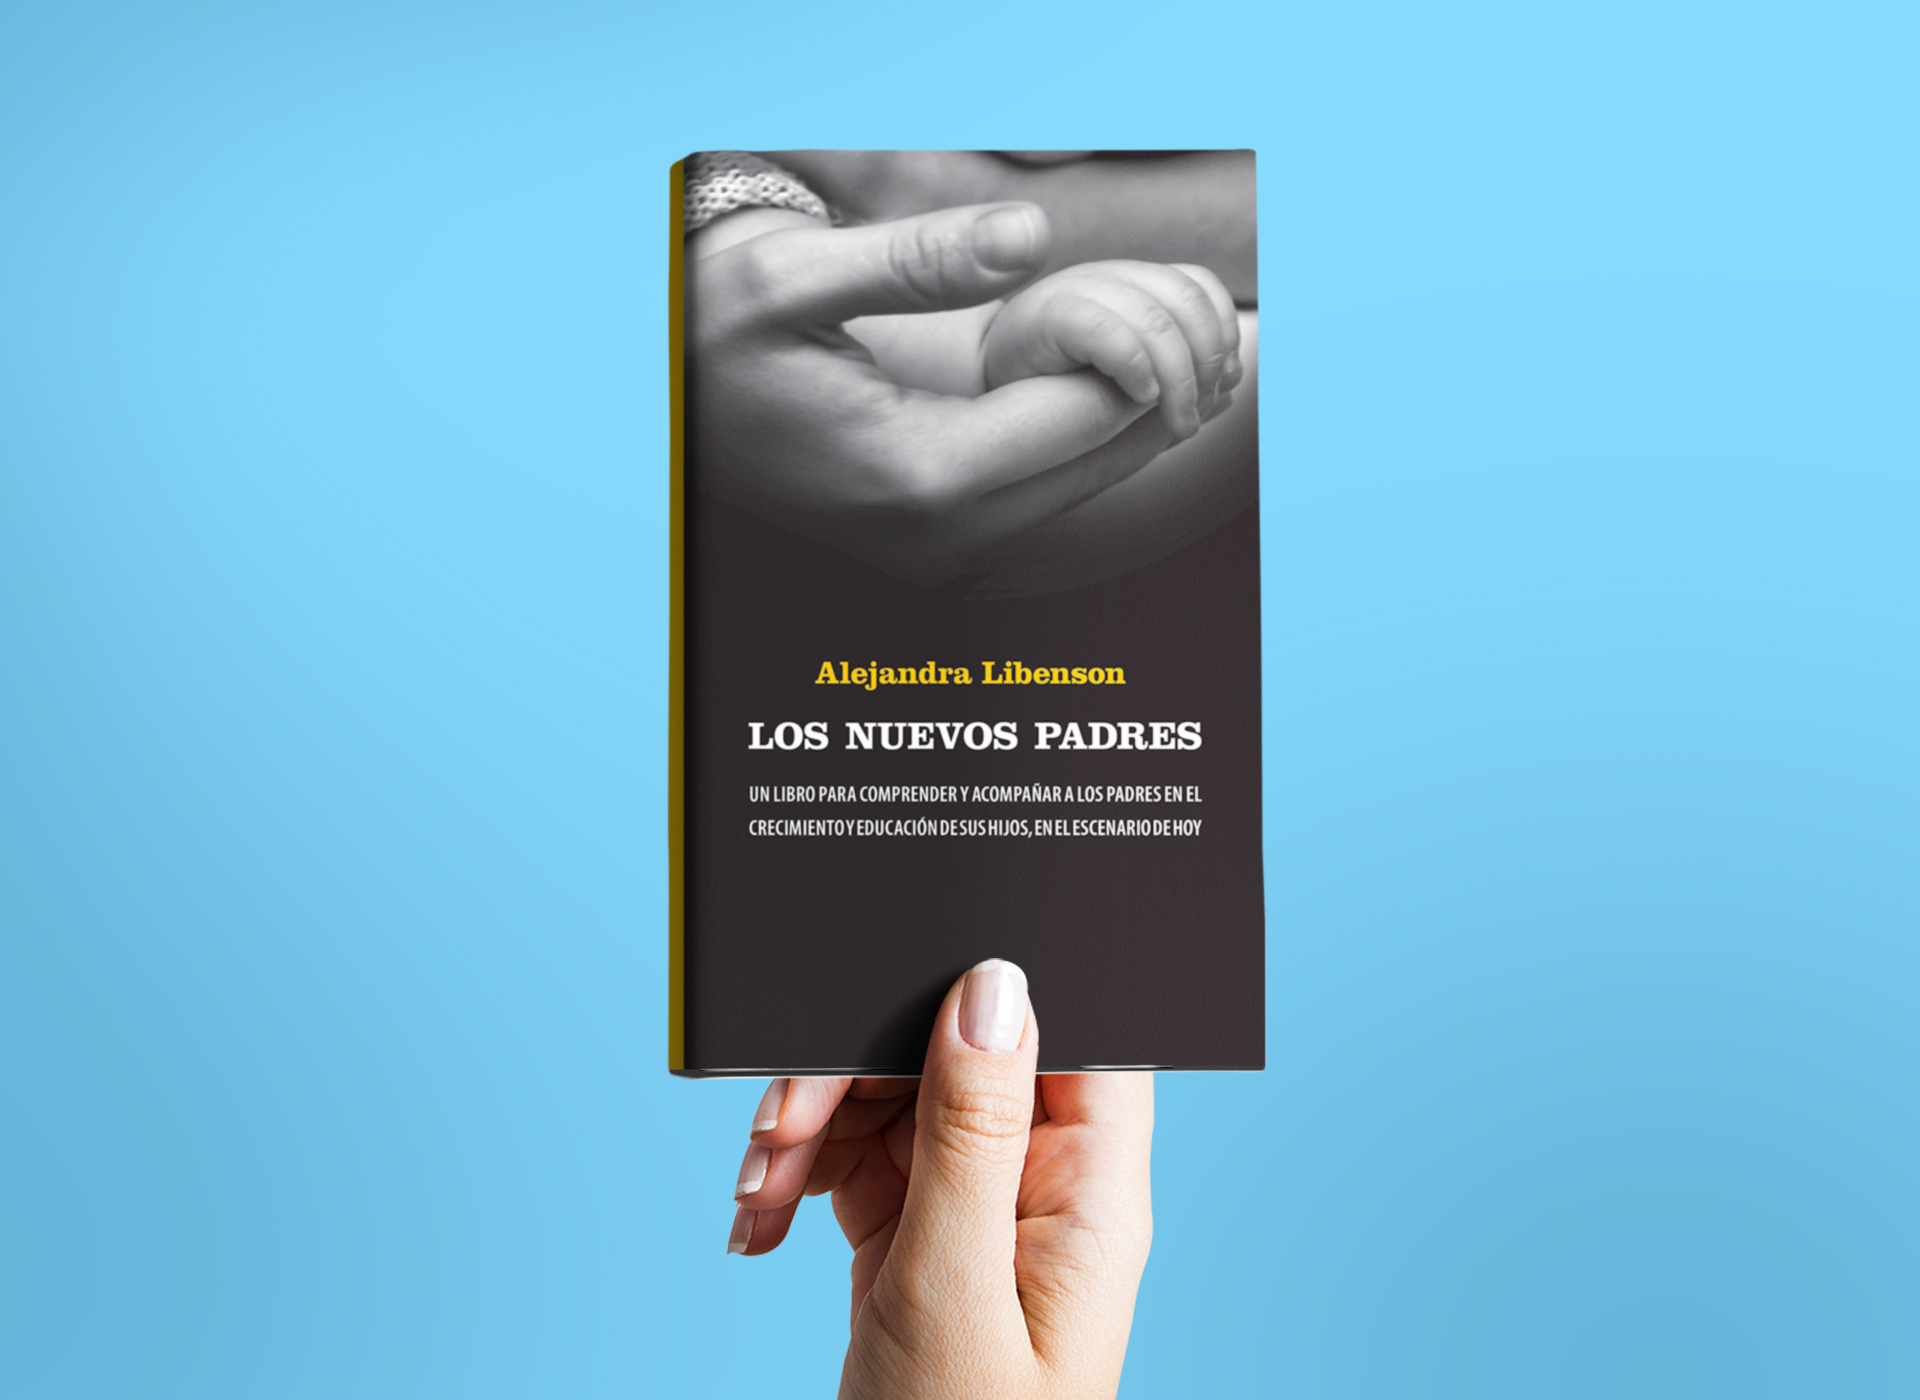 Alejandra Libenson
LOS NUEVOS PADRES
UN LIBRO PARA COMPRENDER Y ACOMPAÑAR A LOS PADRES EN EL
CRECIMIENTO Y EDUCACIÓN DE SUS HIJOS, EN EL ESCENARIO DE HOY